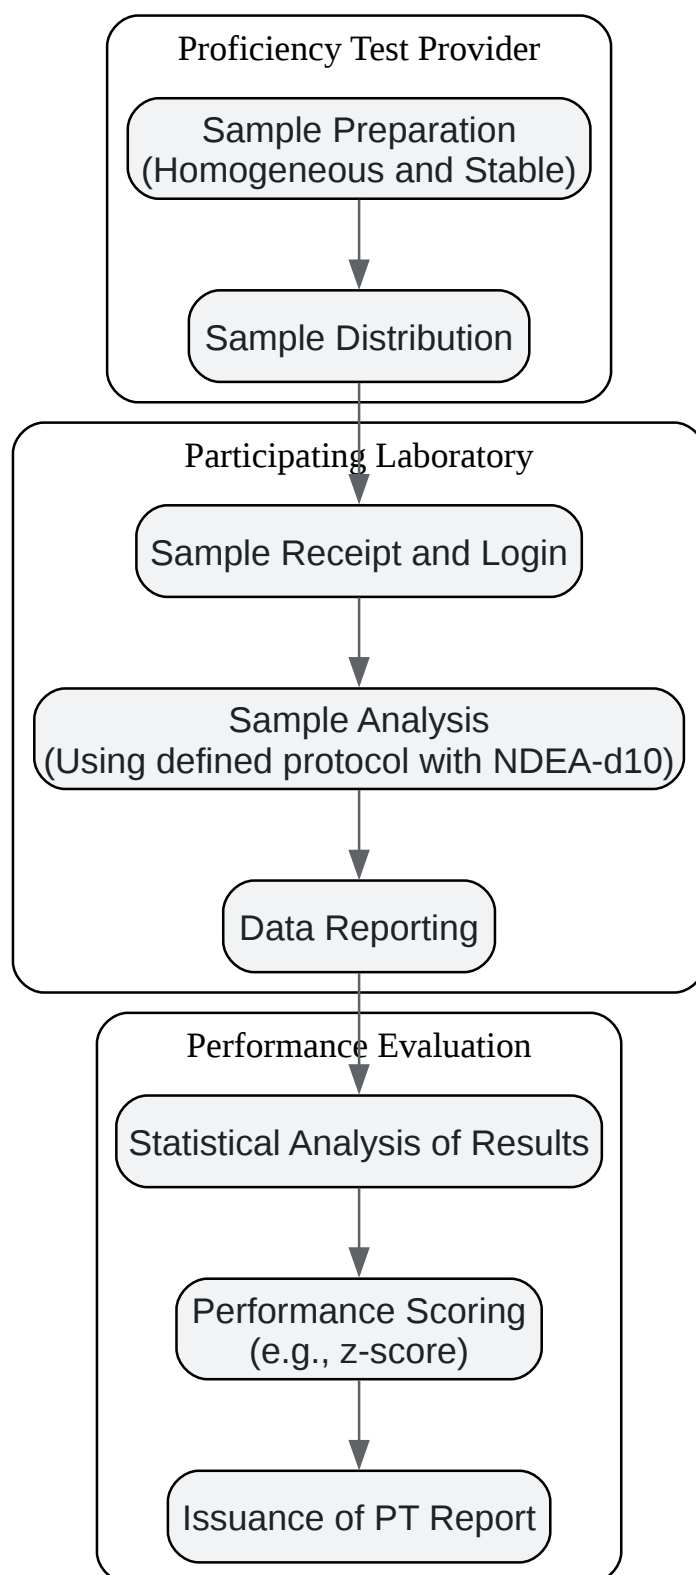 Proficiency Test Provider
Sample Preparation
(Homogeneous and Stable)
Sample Distribution
Participating Laboratory
Sample Receipt and Login
Sample Analysis
(Using defined protocol with NDEA-d10)
Data Reporting
Performance Evaluation
Statistical Analysis of Results
Performance Scoring
(e.g., z-score)
Issuance of PT Report